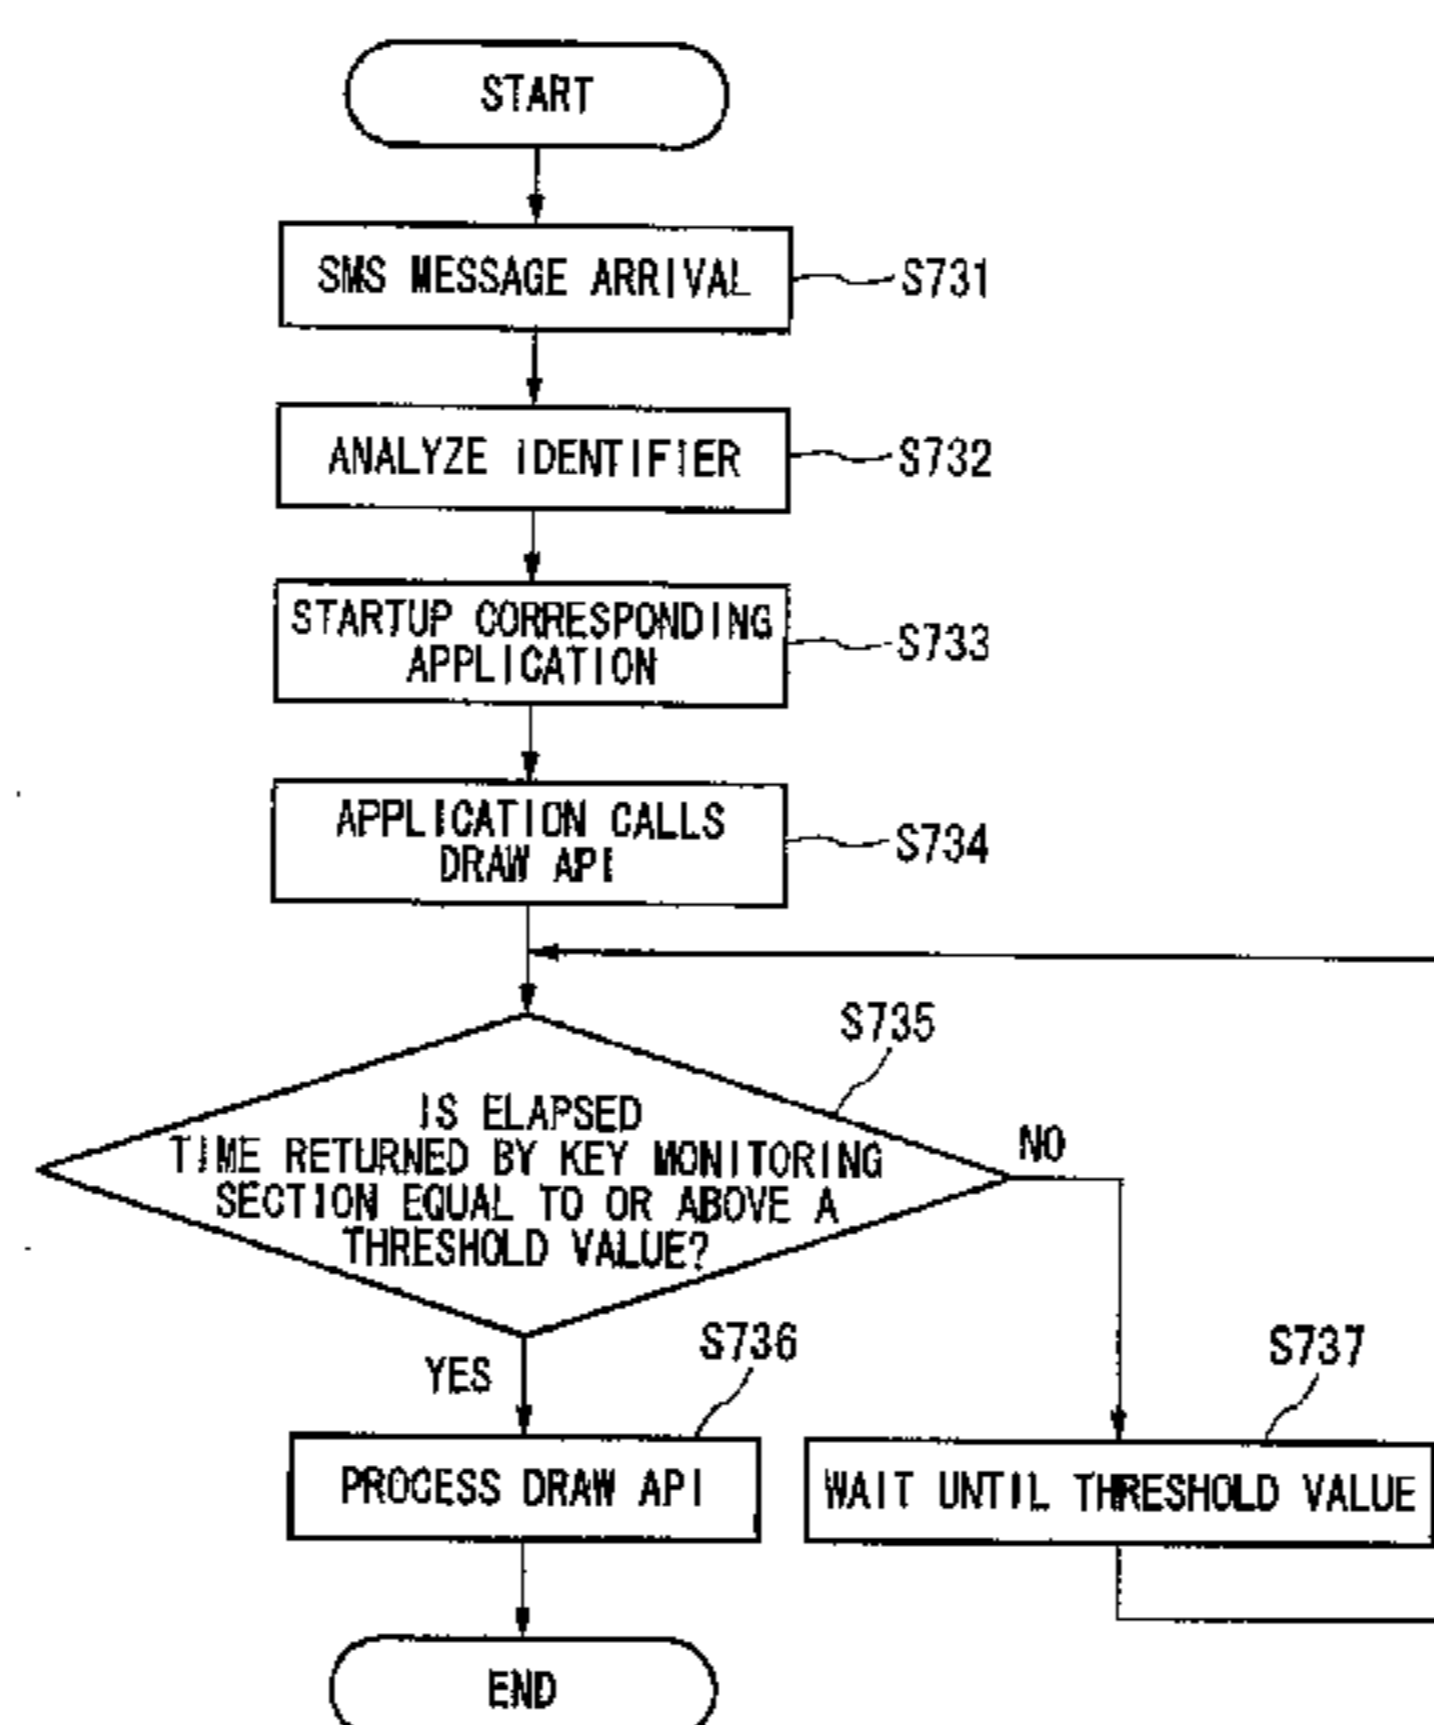 START
SMS MESSAGE ARRIVAL
S731
ANALYZE IDENTIFIER
S732
STARTUP CORRESPONDING
APPLICATION
S733
APPLICATION CALLS
DRAW API
S734
S735
IS ELAPSED
TIME RETURNED BY KEY MONITORING
SECTION EQUAL TO OR ABOVE A
THRESHOLD VALUE?
NO
YES
S736
S737
PROCESS DRAW API
WAIT UNTIL THRESHOLD VALUE
END